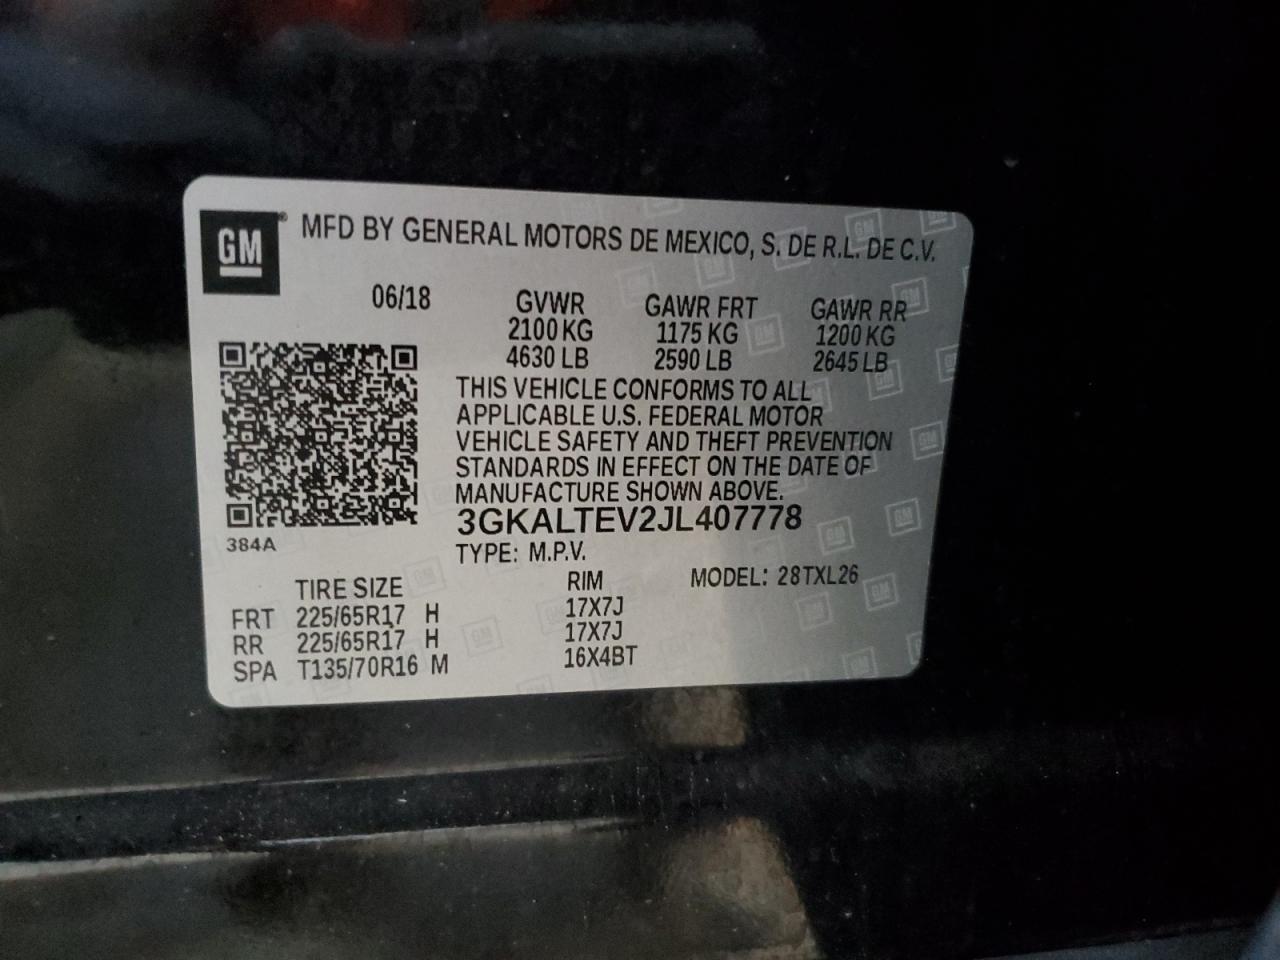 GM® MFD BY GENERAL MOTORS DE MEXICO, S. DE R.L. DE C.V.
06/18 GVWR GAWR FRT GAWR RR
2100 KG 1175 KG 1200 KG
4630 LB 2590 LB 2645 LB
THIS VEHICLE CONFORMS TO ALL
APPLICABLE U.S. FEDERAL MOTOR
VEHICLE SAFETY AND THEFT PREVENTION
STANDARDS IN EFFECT ON THE DATE OF
MANUFACTURE SHOWN ABOVE.
3GKALTEV2JL407778
384A
TYPE: M.P.V.
TIRE SIZE RIM MODEL: 28TXL26
FRT 225/65R17 H 17X7J
RR 225/65R17 H 17X7J
SPA T135/70R16 M 16X4BT